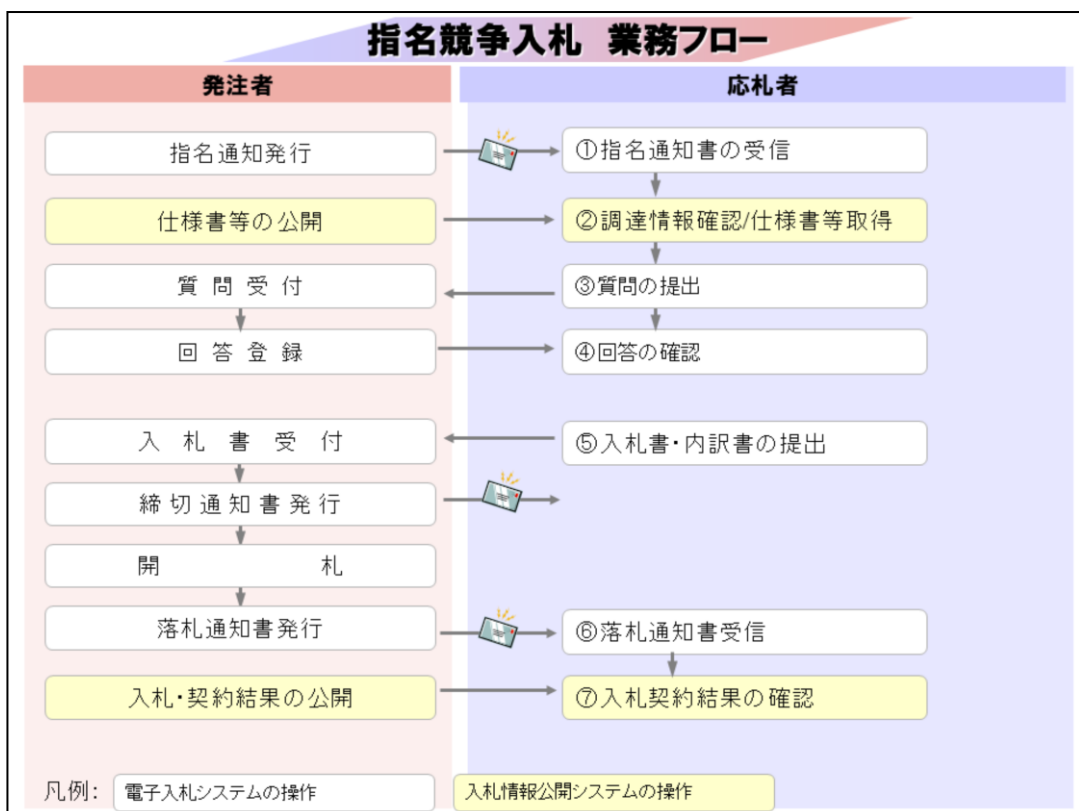 指名競争入札 業務フロー
発注者 応札者
指名通知発行 ①指名通知書の受信
仕様書等の公開 ②調達情報確認/仕様書等取得
質問受付 ③質問の提出
回答登録 ④回答の確認
入札書受付 ⑤入札書・内訳書の提出
締切通知書発行
開札
落札通知書発行 ⑥落札通知書受信
入札・契約結果の公開 ⑦入札契約結果の確認
凡例: 電子入札システムの操作 入札情報公開システムの操作